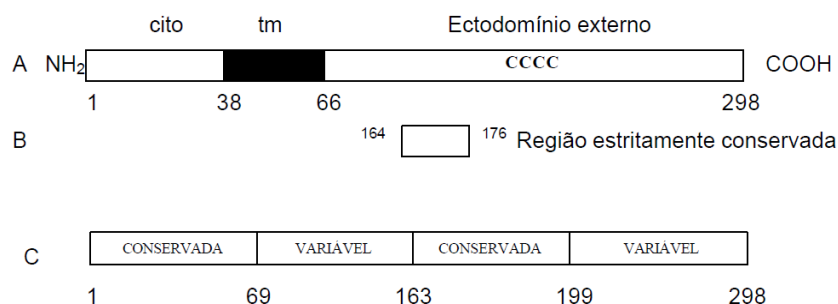 cito tm Ectodomínio externo
A NH2 CCCC COOH
1 38 66 298
B 164 176 Região estritamente conservada
C CONSERVADA VARIÁVEL CONSERVADA VARIÁVEL
1 69 163 199 298